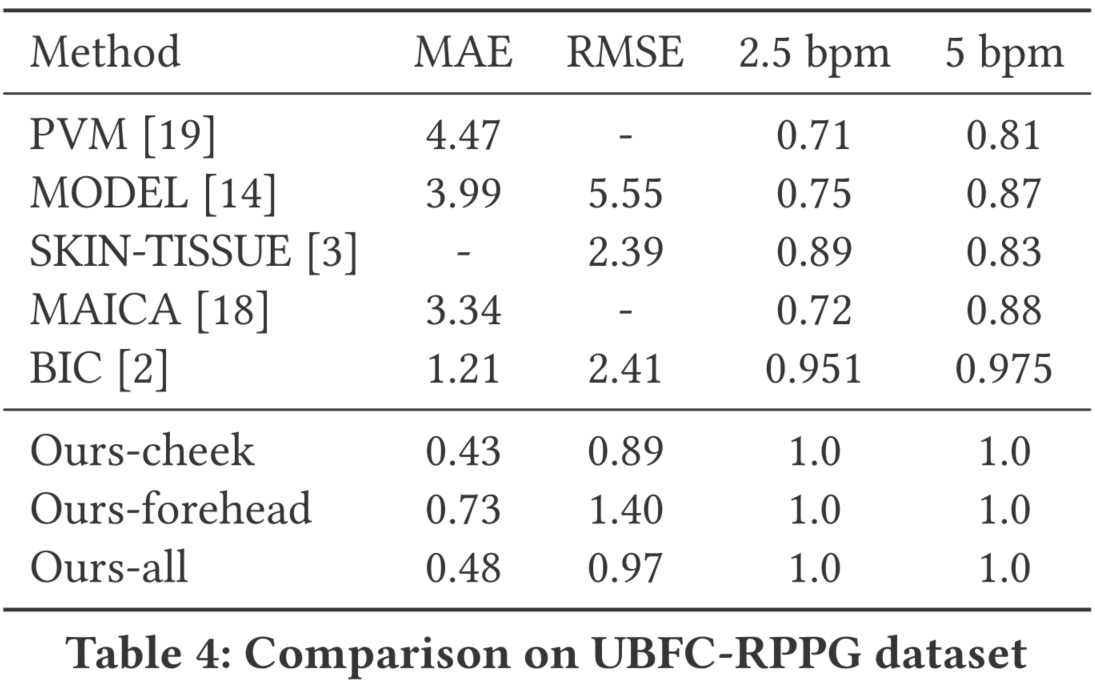 Method MAE RMSE 2.5 bpm 5 bpm
PVM [19] 4.47 - 0.71 0.81
MODEL [14] 3.99 5.55 0.75 0.87
SKIN-TISSUE [3] - 2.39 0.89 0.83
MAICA [18] 3.34 - 0.72 0.88
BIC [2] 1.21 2.41 0.951 0.975
Ours-cheek 0.43 0.89 1.0 1.0
Ours-forehead 0.73 1.40 1.0 1.0
Ours-all 0.48 0.97 1.0 1.0
Table 4: Comparison on UBFC-RPPG dataset